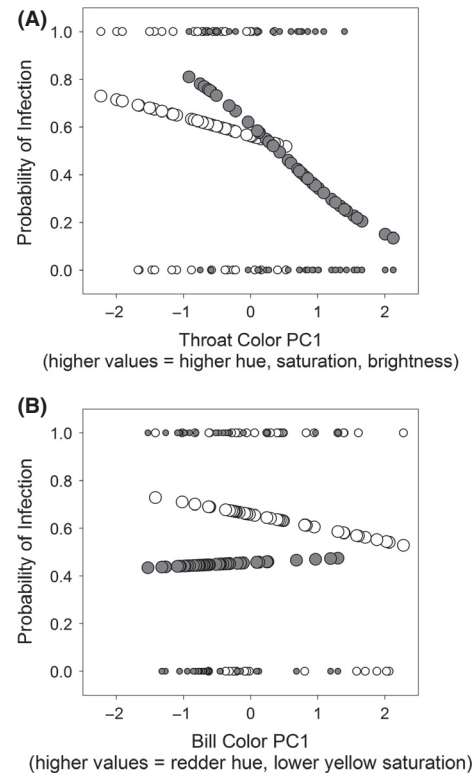 (A)
1.0
0.8
0.6
0.4
0.2
0.0
Probability of Infection
−2 −1 0 1 2
Throat Color PC1
(higher values = higher hue, saturation, brightness)
(B)
1.0
0.8
0.6
0.4
0.2
0.0
Probability of Infection
−2 −1 0 1 2
Bill Color PC1
(higher values = redder hue, lower yellow saturation)